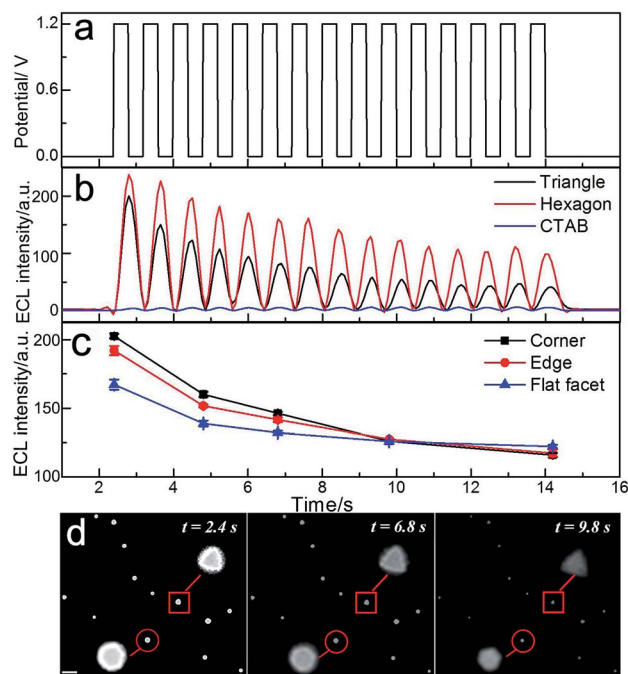 a
Potential/ V
1.2
0.6
0.0
b
ECL intensity/a.u.
200
100
0
Triangle
Hexagon
CTAB
c
ECL intensity/a.u.
200
150
100
Corner
Edge
Flat facet
2 4 6 8 10 12 14 16
Time/s
d
t = 2.4 s
t = 6.8 s
t = 9.8 s